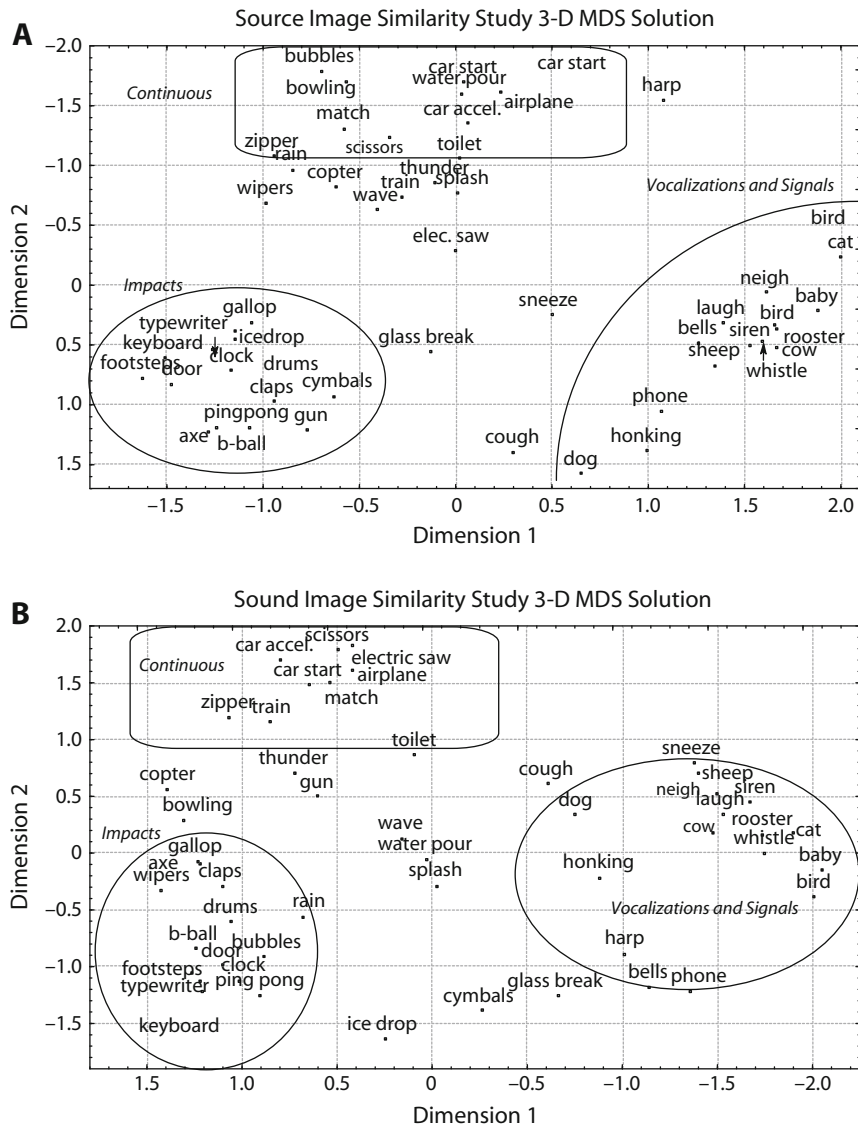 A
Source Image Similarity Study 3-D MDS Solution
−2.0
−1.5
−1.0
−0.5
0
0.5
1.0
1.5
Dimension 2
bubbles
car start
car start
water pour
bowling
Continuous
harp
airplane
match
car accel.
zipper
scissors
toilet
rain
thunder
copter
train
splash
wipers
wave
Vocalizations and Signals
bird
elec. saw
cat
Impacts
neigh
gallop
sneeze
baby
typewriter
icedrop
laugh
bird
keyboard
glass break
bells
siren
rooster
footsteps
clock
drums
sheep
cow
door
claps
cymbals
whistle
phone
pingpong
gun
axe
b-ball
cough
honking
dog
−1.5
−1.0
−0.5
0
0.5
1.0
1.5
2.0
Dimension 1
B
Sound Image Similarity Study 3-D MDS Solution
2.0
1.5
1.0
0.5
0
−0.5
−1.0
−1.5
Dimension 2
scissors
car accel.
electric saw
Continuous
car start
airplane
match
zipper
train
toilet
sneeze
thunder
cough
copter
gun
sheep
siren
neigh
bowling
dog
laugh
rooster
Impacts
wave
cow
cat
gallop
water pour
whistle
axe
claps
splash
honking
baby
wipers
bird
drums
rain
Vocalizations and Signals
b-ball
bubbles
door
harp
clock
footsteps
glass break
bells
phone
typewriter
ping pong
cymbals
keyboard
ice drop
1.5
1.0
0.5
0
−0.5
−1.0
−1.5
−2.0
Dimension 1